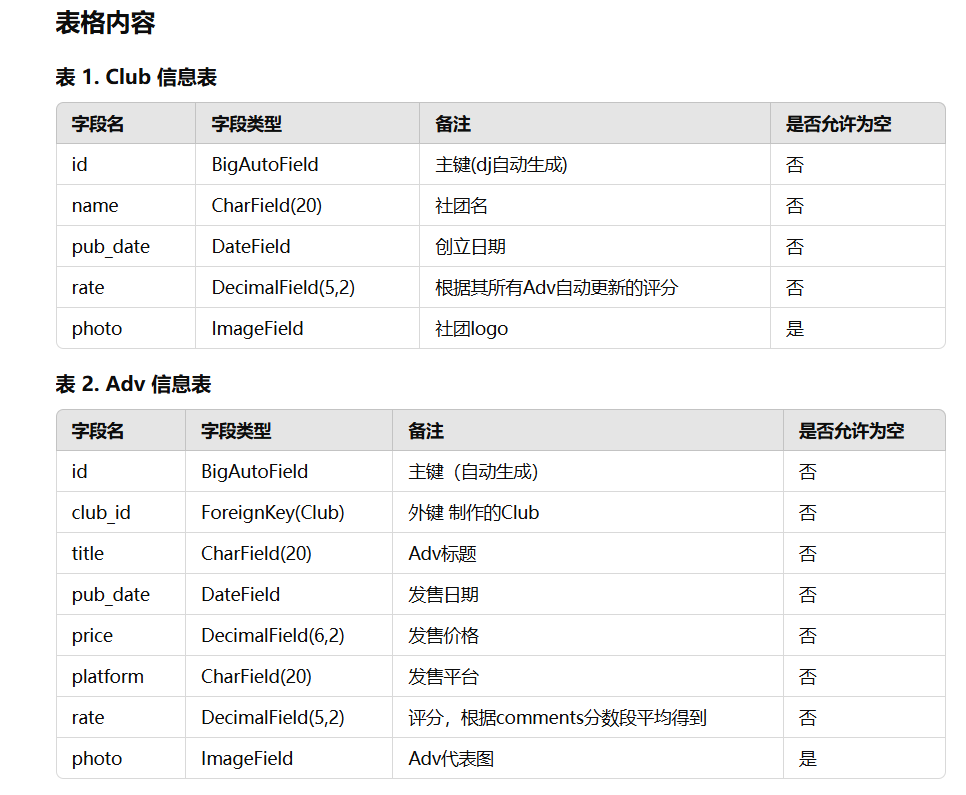 表格内容
表 1. Club 信息表
字段名 字段类型 备注 是否允许为空
id BigAutoField 主键(dj自动生成) 否
name CharField(20) 社团名 否
pub_date DateField 创立日期 否
rate DecimalField(5,2) 根据其所有Adv自动更新的评分 否
photo ImageField 社团logo 是
表 2. Adv 信息表
字段名 字段类型 备注 是否允许为空
id BigAutoField 主键（自动生成） 否
club_id ForeignKey(Club) 外键 制作的Club 否
title CharField(20) Adv标题 否
pub_date DateField 发售日期 否
price DecimalField(6,2) 发售价格 否
platform CharField(20) 发售平台 否
rate DecimalField(5,2) 评分，根据comments分数段平均得到 否
photo ImageField Adv代表图 是